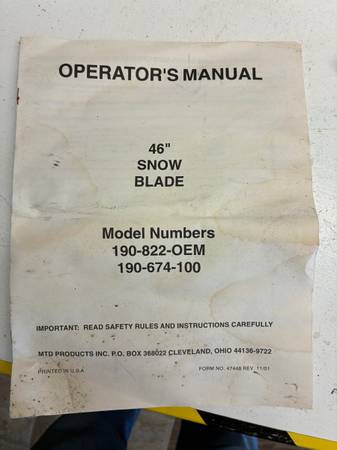 OPERATOR'S MANUAL
46"
SNOW
BLADE
Model Numbers
190-822-OEM
190-674-100
IMPORTANT: READ SAFETY RULES AND INSTRUCTIONS CAREFULLY
MTD PRODUCTS INC. P.O. BOX 368022 CLEVELAND, OHIO 44136-9722
PRINTED IN U.S.A.
FORM NO. 47448 REV. 11/01